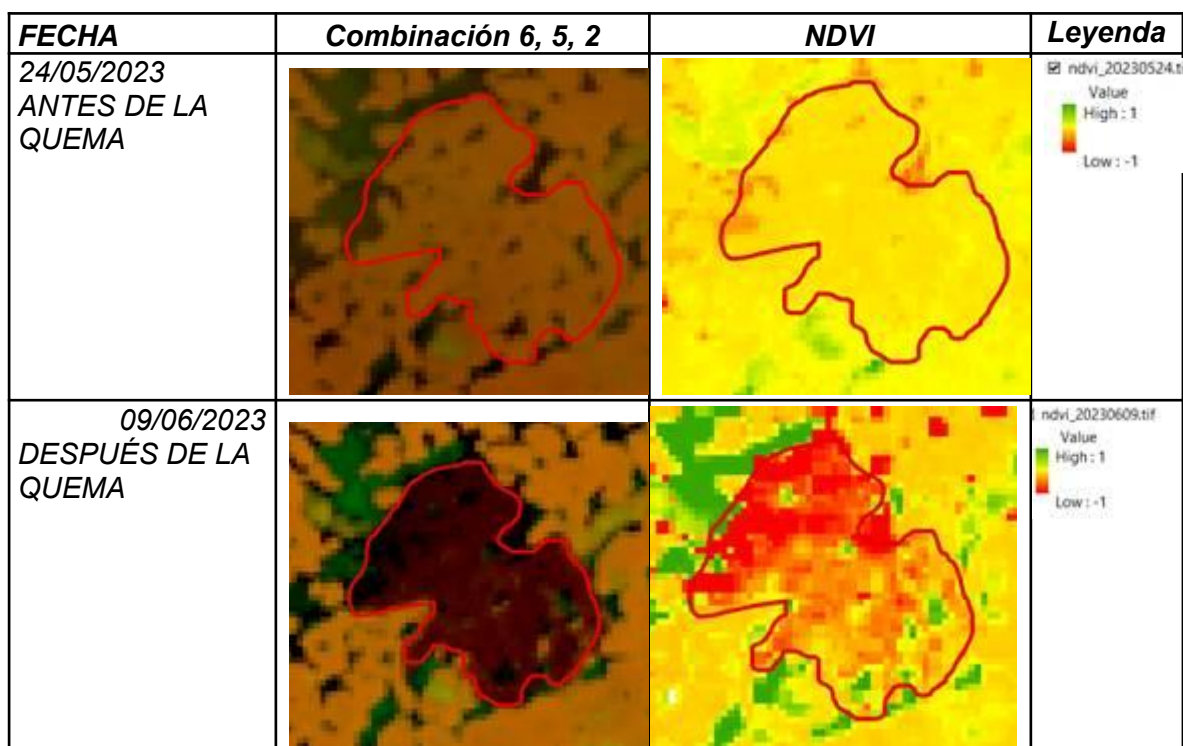 FECHA
Combinación 6, 5, 2
NDVI
Leyenda
24/05/2023
ANTES DE LA
QUEMA
ndvi_20230524.ti
Value
High : 1
Low : -1
09/06/2023
DESPUÉS DE LA
QUEMA
ndvi_20230609.tif
Value
High : 1
Low : -1